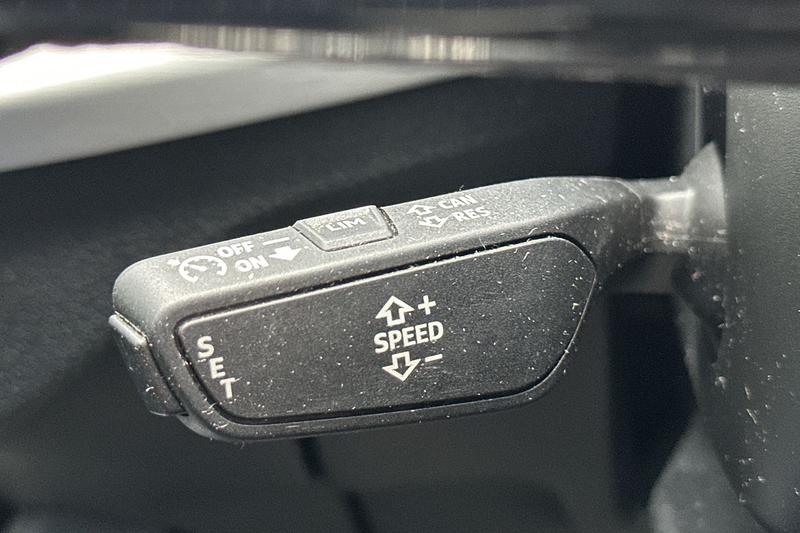 OFF
ON
LIM
CAN
RES
SPEED
+
-
SET